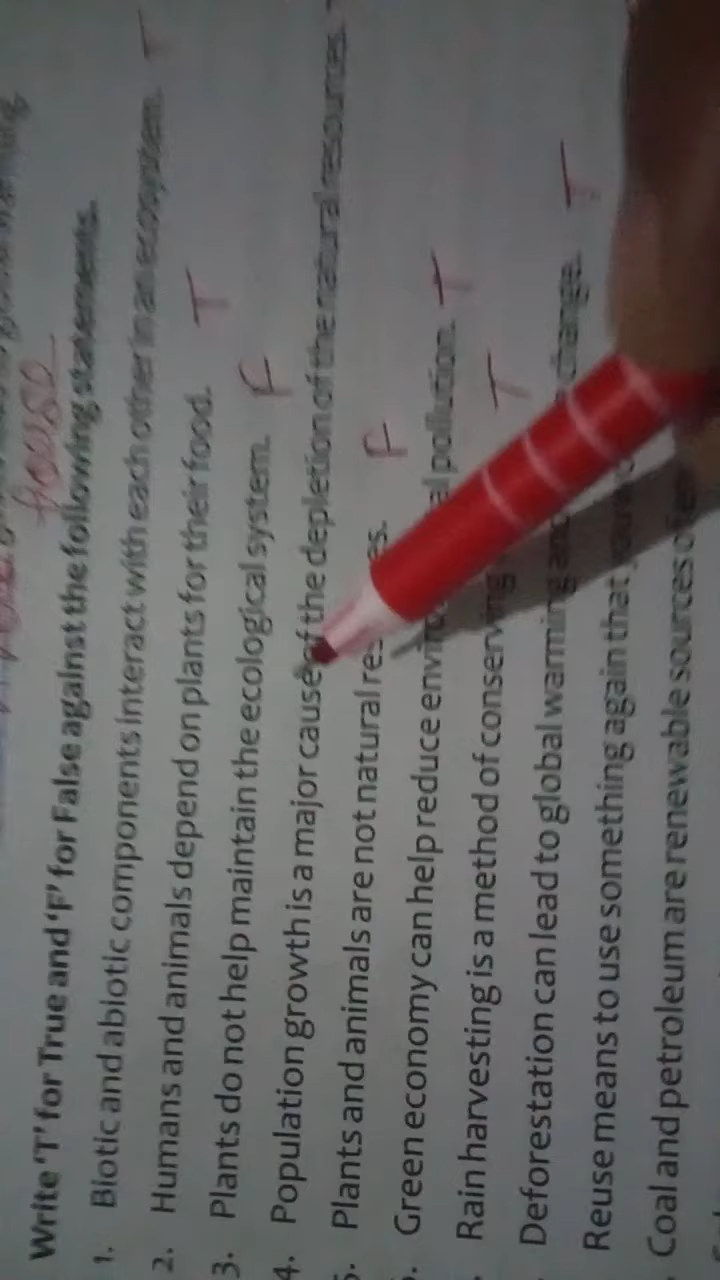 house
Write 'T' for True and 'F' for False against the following statements.
1. Biotic and abiotic components interact with each other in an ecosystem. T
2. Humans and animals depend on plants for their food. T
3. Plants do not help maintain the ecological system. F
4. Population growth is a major cause of the depletion of the natural resources.
5. Plants and animals are not natural F
Green economy can help reduce pollution. T
Rain harvesting is a method of conserving T
Deforestation can lead to global warming and change. T
Reuse means to use something again that
Coal and petroleum are renewable sources of